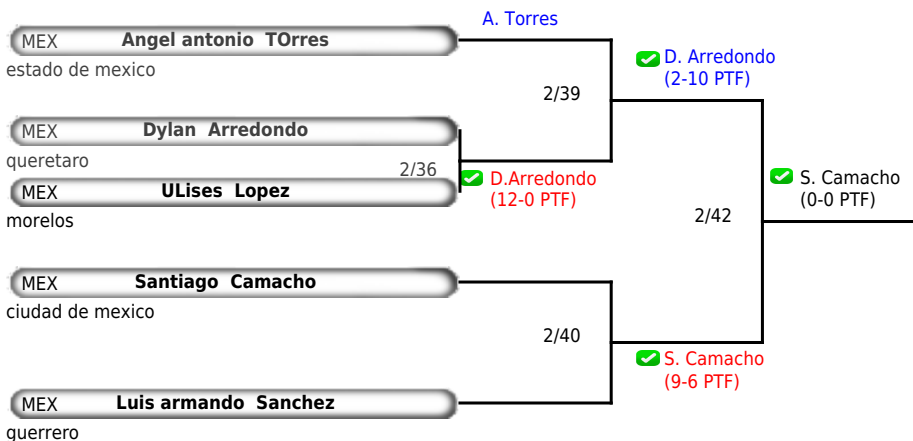 A. Torres
MEX Angel antonio TOrres
estado de mexico
D. Arredondo
(2-10 PTF)
2/39
MEX Dylan Arredondo
queretaro
2/36
D.Arredondo
(12-0 PTF)
MEX ULises Lopez
morelos
S. Camacho
(0-0 PTF)
2/42
MEX Santiago Camacho
ciudad de mexico
2/40
S. Camacho
(9-6 PTF)
MEX Luis armando Sanchez
guerrero